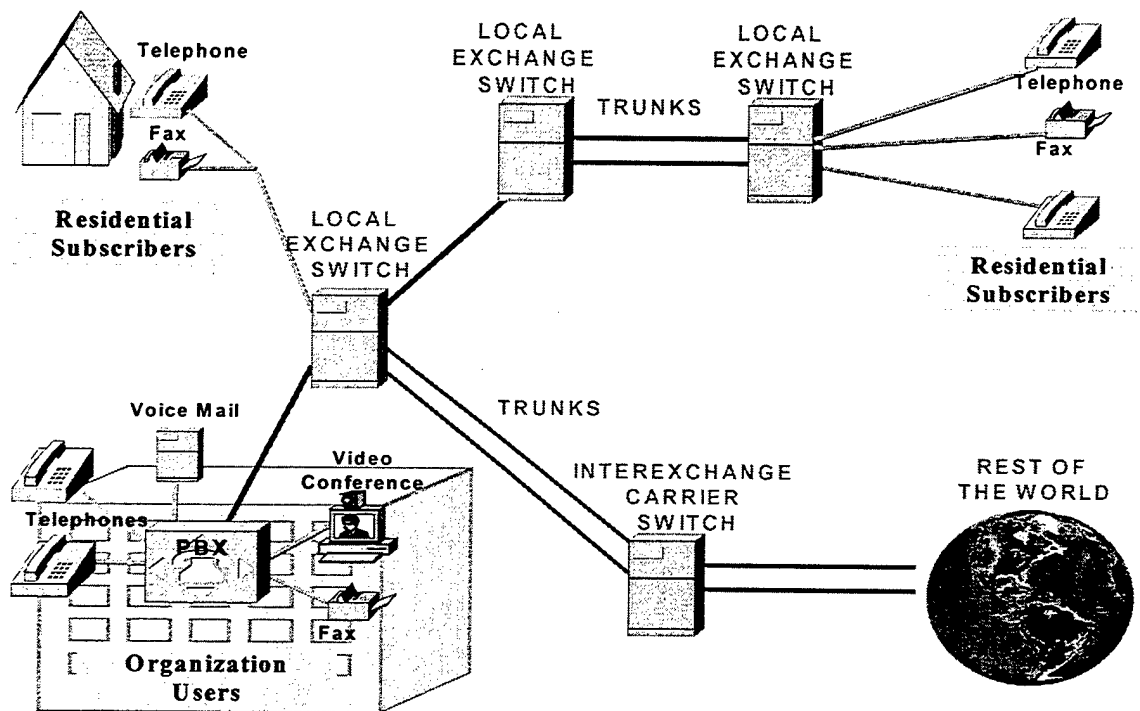 Telephone
Fax
Residential
Subscribers
LOCAL
EXCHANGE
SWITCH
LOCAL
EXCHANGE
SWITCH
TRUNKS
LOCAL
EXCHANGE
SWITCH
Telephone
Fax
Residential
Subscribers
Voice Mail
Telephones
PBX
Video
Conference
Fax
Organization
Users
TRUNKS
INTEREXCHANGE
CARRIER
SWITCH
REST OF
THE WORLD